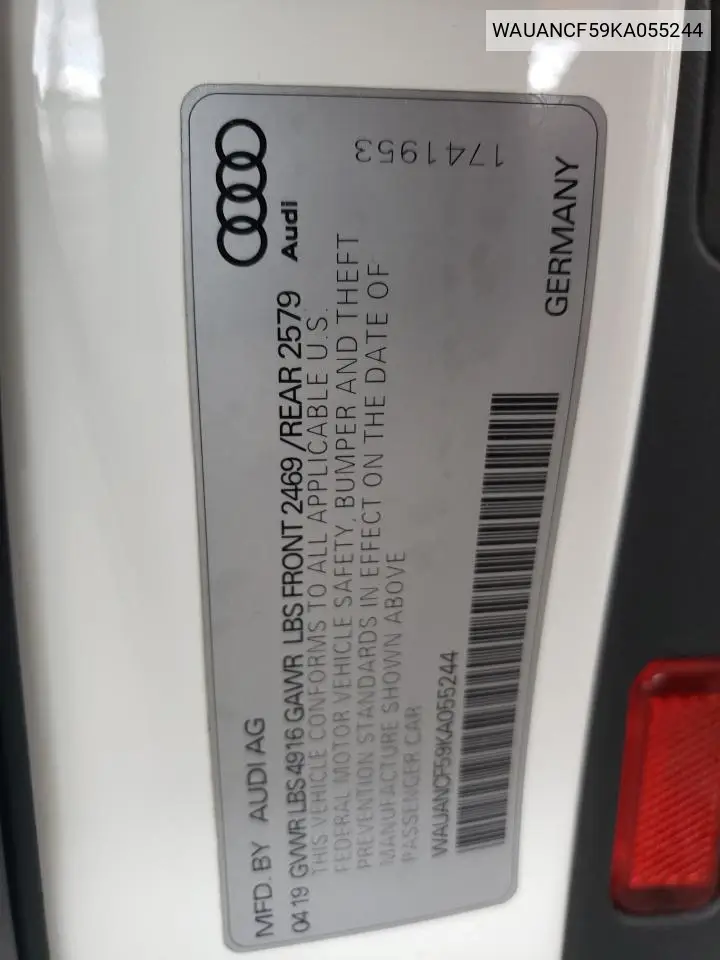 WAUANCF59KA055244
MFD. BY AUDI AG
Audi
0419 GVWR LBS 4916 GAWR LBS FRONT 2469 /REAR 2579
THIS VEHICLE CONFORMS TO ALL APPLICABLE U.S.
FEDERAL MOTOR VEHICLE SAFETY, BUMPER AND THEFT
PREVENTION STANDARDS IN EFFECT ON THE DATE OF
MANUFACTURE SHOWN ABOVE
PASSENGER CAR
WAUANCF59KA055244
1741953
GERMANY